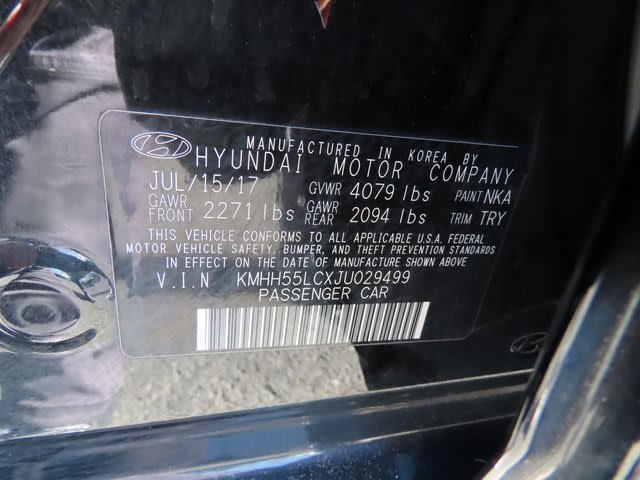 MANUFACTURED IN KOREA BY
HYUNDAI MOTOR COMPANY
JUL/15/17 GVWR 4079 lbs PAINT NKA
GAWR FRONT 2271 lbs GAWR REAR 2094 lbs TRIM TRY
THIS VEHICLE CONFORMS TO ALL APPLICABLE U.S.A. FEDERAL
MOTOR VEHICLE SAFETY, BUMPER, AND THEFT PREVENTION STANDARDS
IN EFFECT ON THE DATE OF MANUFACTURE SHOWN ABOVE
V.I.N KMHH55LCXJU029499
PASSENGER CAR